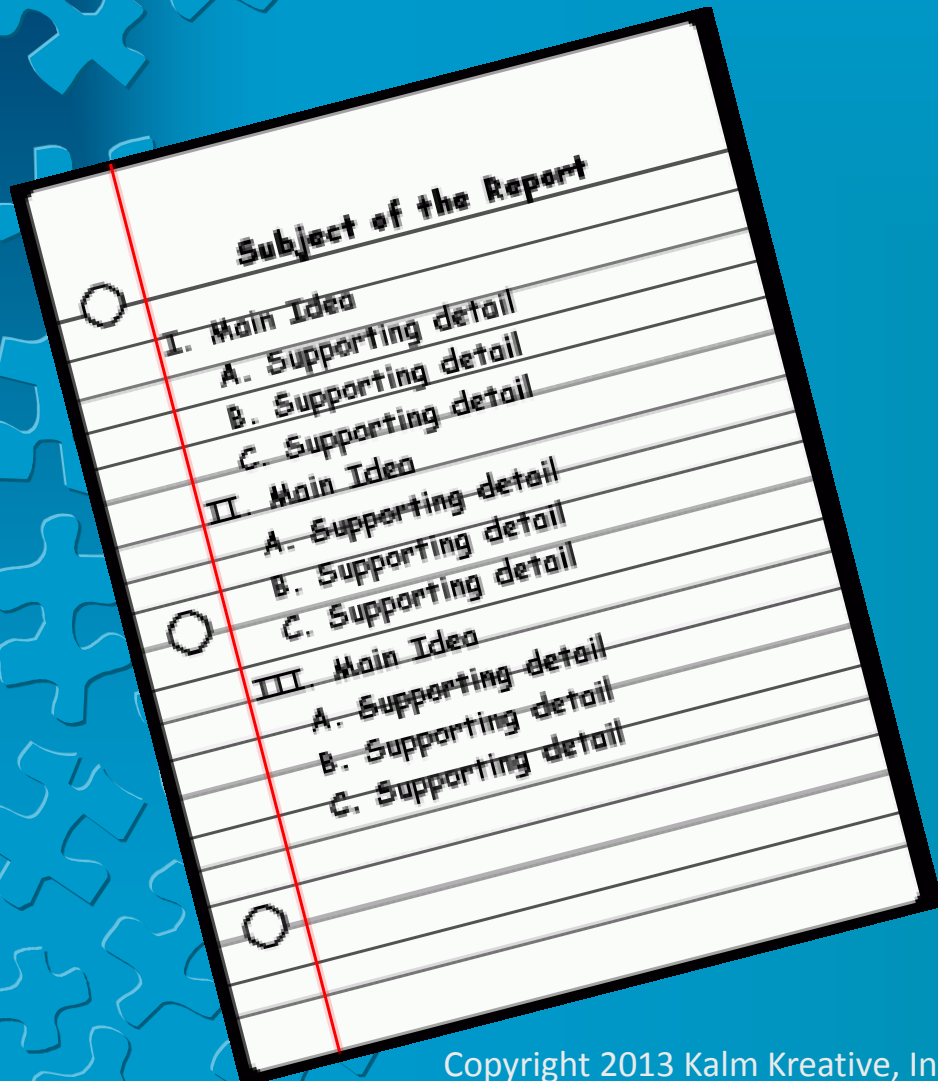 Subject of the Report
I. Main Idea
A. Supporting detail
B. Supporting detail
C. Supporting detail
II. Main Idea
A. Supporting detail
B. Supporting detail
C. Supporting detail
III. Main Idea
A. Supporting detail
B. Supporting detail
C. Supporting detail
Copyright 2013 Kalm Kreative, In